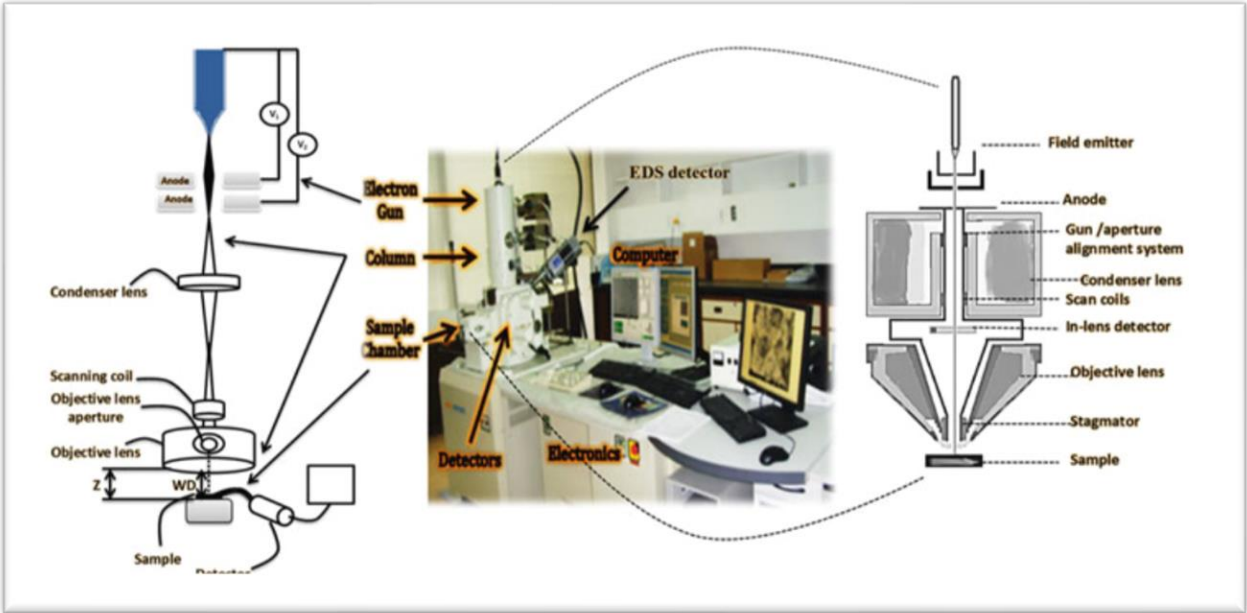 V₁
V₂
Anode
Anode
Condenser lens
Scanning coil
Objective lens
aperture
Objective lens
Z
WD
Sample
Detector
Electron
Gun
Column
Sample
Chamber
EDS detector
Computer
Detectors
Electronics
Field emitter
Anode
Gun /aperture
alignment system
Condenser lens
Scan coils
In-lens detector
Objective lens
Stagmator
Sample